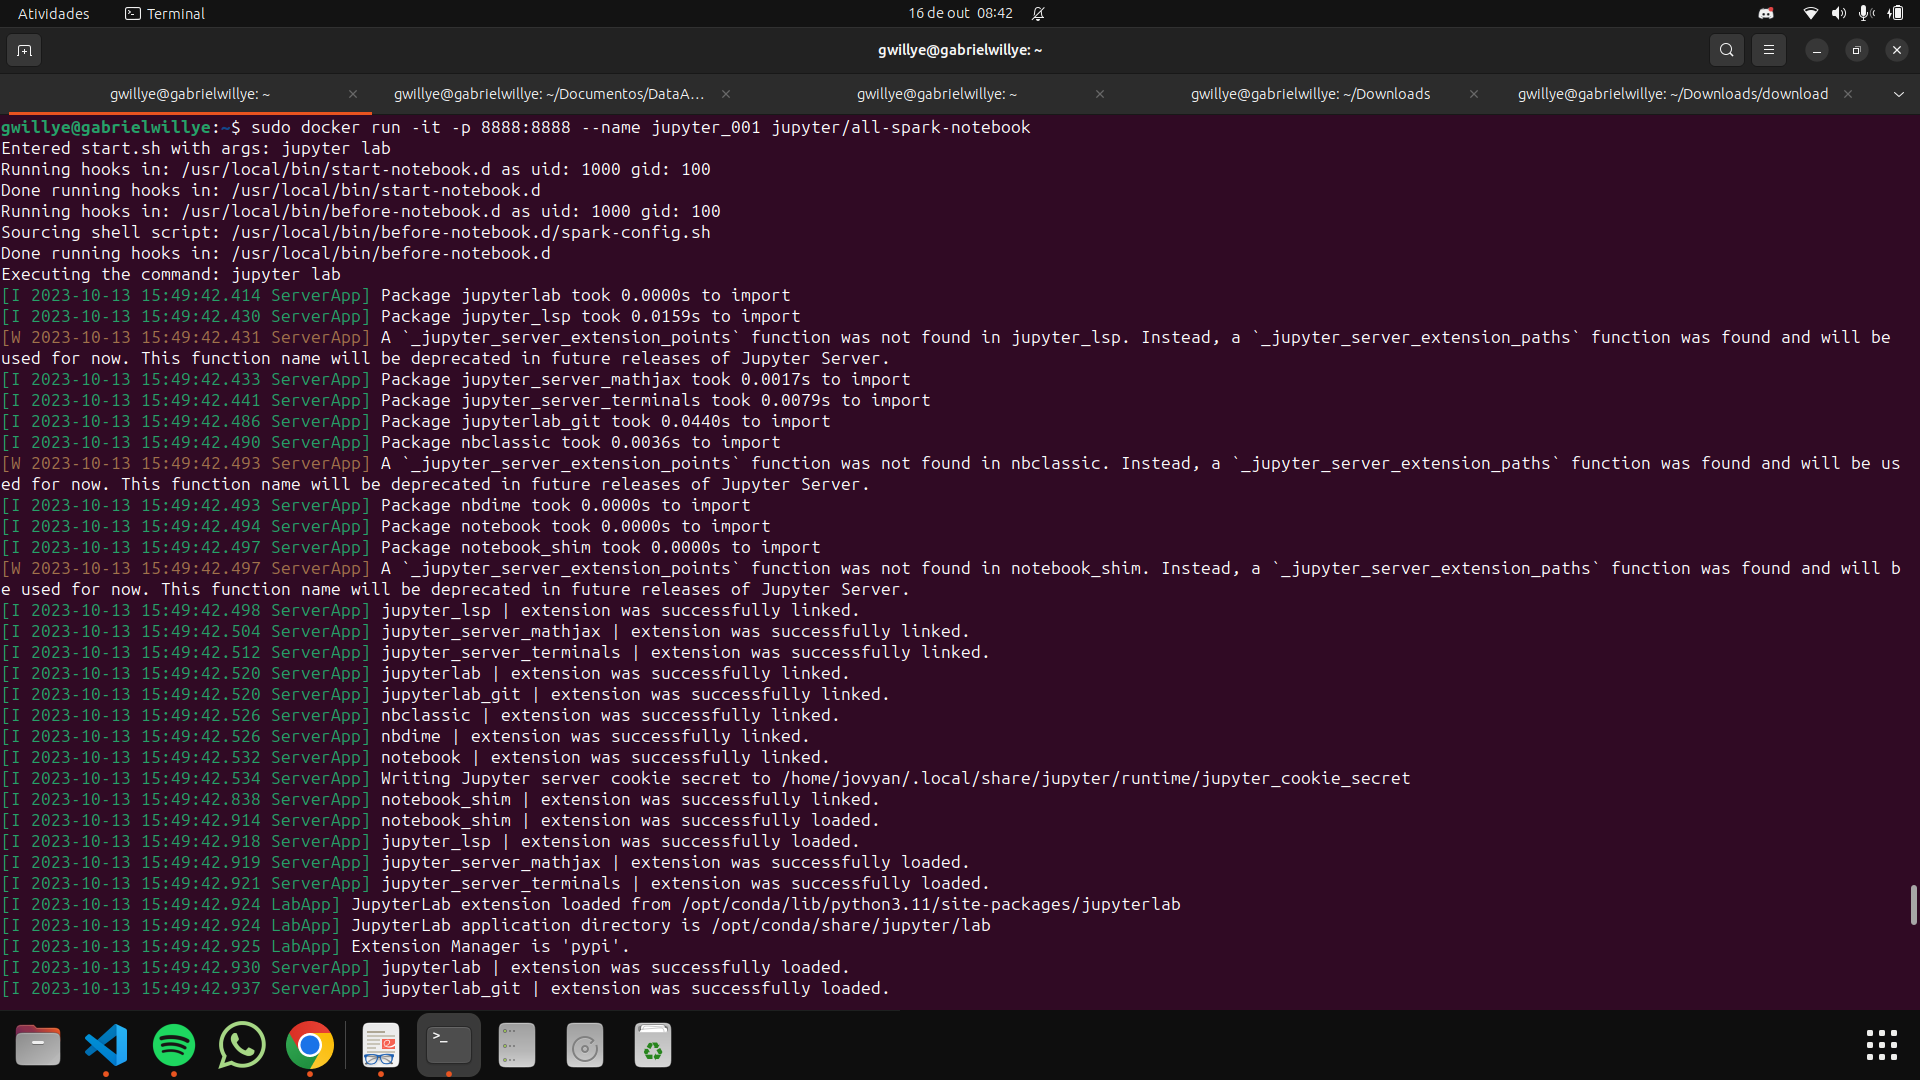 Atividades
Terminal
16 de out 08:42
gwillye@gabrielwillye: ~
gwillye@gabrielwillye: ~
gwillye@gabrielwillye: ~/Documentos/DataA...
gwillye@gabrielwillye: ~
gwillye@gabrielwillye: ~/Downloads
gwillye@gabrielwillye: ~/Downloads/download
gwillye@gabrielwillye:~$ sudo docker run -it -p 8888:8888 --name jupyter_001 jupyter/all-spark-notebook
Entered start.sh with args: jupyter lab
Running hooks in: /usr/local/bin/start-notebook.d as uid: 1000 gid: 100
Done running hooks in: /usr/local/bin/start-notebook.d
Running hooks in: /usr/local/bin/before-notebook.d as uid: 1000 gid: 100
Sourcing shell script: /usr/local/bin/before-notebook.d/spark-config.sh
Done running hooks in: /usr/local/bin/before-notebook.d
Executing the command: jupyter lab
[I 2023-10-13 15:49:42.414 ServerApp] Package jupyterlab took 0.0000s to import
[I 2023-10-13 15:49:42.430 ServerApp] Package jupyter_lsp took 0.0159s to import
[W 2023-10-13 15:49:42.431 ServerApp] A `_jupyter_server_extension_points` function was not found in jupyter_lsp. Instead, a `_jupyter_server_extension_paths` function was found and will be
used for now. This function name will be deprecated in future releases of Jupyter Server.
[I 2023-10-13 15:49:42.433 ServerApp] Package jupyter_server_mathjax took 0.0017s to import
[I 2023-10-13 15:49:42.441 ServerApp] Package jupyter_server_terminals took 0.0079s to import
[I 2023-10-13 15:49:42.486 ServerApp] Package jupyterlab_git took 0.0440s to import
[I 2023-10-13 15:49:42.490 ServerApp] Package nbclassic took 0.0036s to import
[W 2023-10-13 15:49:42.493 ServerApp] A `_jupyter_server_extension_points` function was not found in nbclassic. Instead, a `_jupyter_server_extension_paths` function was found and will be us
ed for now. This function name will be deprecated in future releases of Jupyter Server.
[I 2023-10-13 15:49:42.493 ServerApp] Package nbdime took 0.0000s to import
[I 2023-10-13 15:49:42.494 ServerApp] Package notebook took 0.0000s to import
[I 2023-10-13 15:49:42.497 ServerApp] Package notebook_shim took 0.0000s to import
[W 2023-10-13 15:49:42.497 ServerApp] A `_jupyter_server_extension_points` function was not found in notebook_shim. Instead, a `_jupyter_server_extension_paths` function was found and will b
e used for now. This function name will be deprecated in future releases of Jupyter Server.
[I 2023-10-13 15:49:42.498 ServerApp] jupyter_lsp | extension was successfully linked.
[I 2023-10-13 15:49:42.504 ServerApp] jupyter_server_mathjax | extension was successfully linked.
[I 2023-10-13 15:49:42.512 ServerApp] jupyter_server_terminals | extension was successfully linked.
[I 2023-10-13 15:49:42.520 ServerApp] jupyterlab | extension was successfully linked.
[I 2023-10-13 15:49:42.520 ServerApp] jupyterlab_git | extension was successfully linked.
[I 2023-10-13 15:49:42.526 ServerApp] nbclassic | extension was successfully linked.
[I 2023-10-13 15:49:42.526 ServerApp] nbdime | extension was successfully linked.
[I 2023-10-13 15:49:42.532 ServerApp] notebook | extension was successfully linked.
[I 2023-10-13 15:49:42.534 ServerApp] Writing Jupyter server cookie secret to /home/jovyan/.local/share/jupyter/runtime/jupyter_cookie_secret
[I 2023-10-13 15:49:42.838 ServerApp] notebook_shim | extension was successfully linked.
[I 2023-10-13 15:49:42.914 ServerApp] notebook_shim | extension was successfully loaded.
[I 2023-10-13 15:49:42.918 ServerApp] jupyter_lsp | extension was successfully loaded.
[I 2023-10-13 15:49:42.919 ServerApp] jupyter_server_mathjax | extension was successfully loaded.
[I 2023-10-13 15:49:42.921 ServerApp] jupyter_server_terminals | extension was successfully loaded.
[I 2023-10-13 15:49:42.924 LabApp] JupyterLab extension loaded from /opt/conda/lib/python3.11/site-packages/jupyterlab
[I 2023-10-13 15:49:42.924 LabApp] JupyterLab application directory is /opt/conda/share/jupyter/lab
[I 2023-10-13 15:49:42.925 LabApp] Extension Manager is 'pypi'.
[I 2023-10-13 15:49:42.930 ServerApp] jupyterlab | extension was successfully loaded.
[I 2023-10-13 15:49:42.937 ServerApp] jupyterlab_git | extension was successfully loaded.